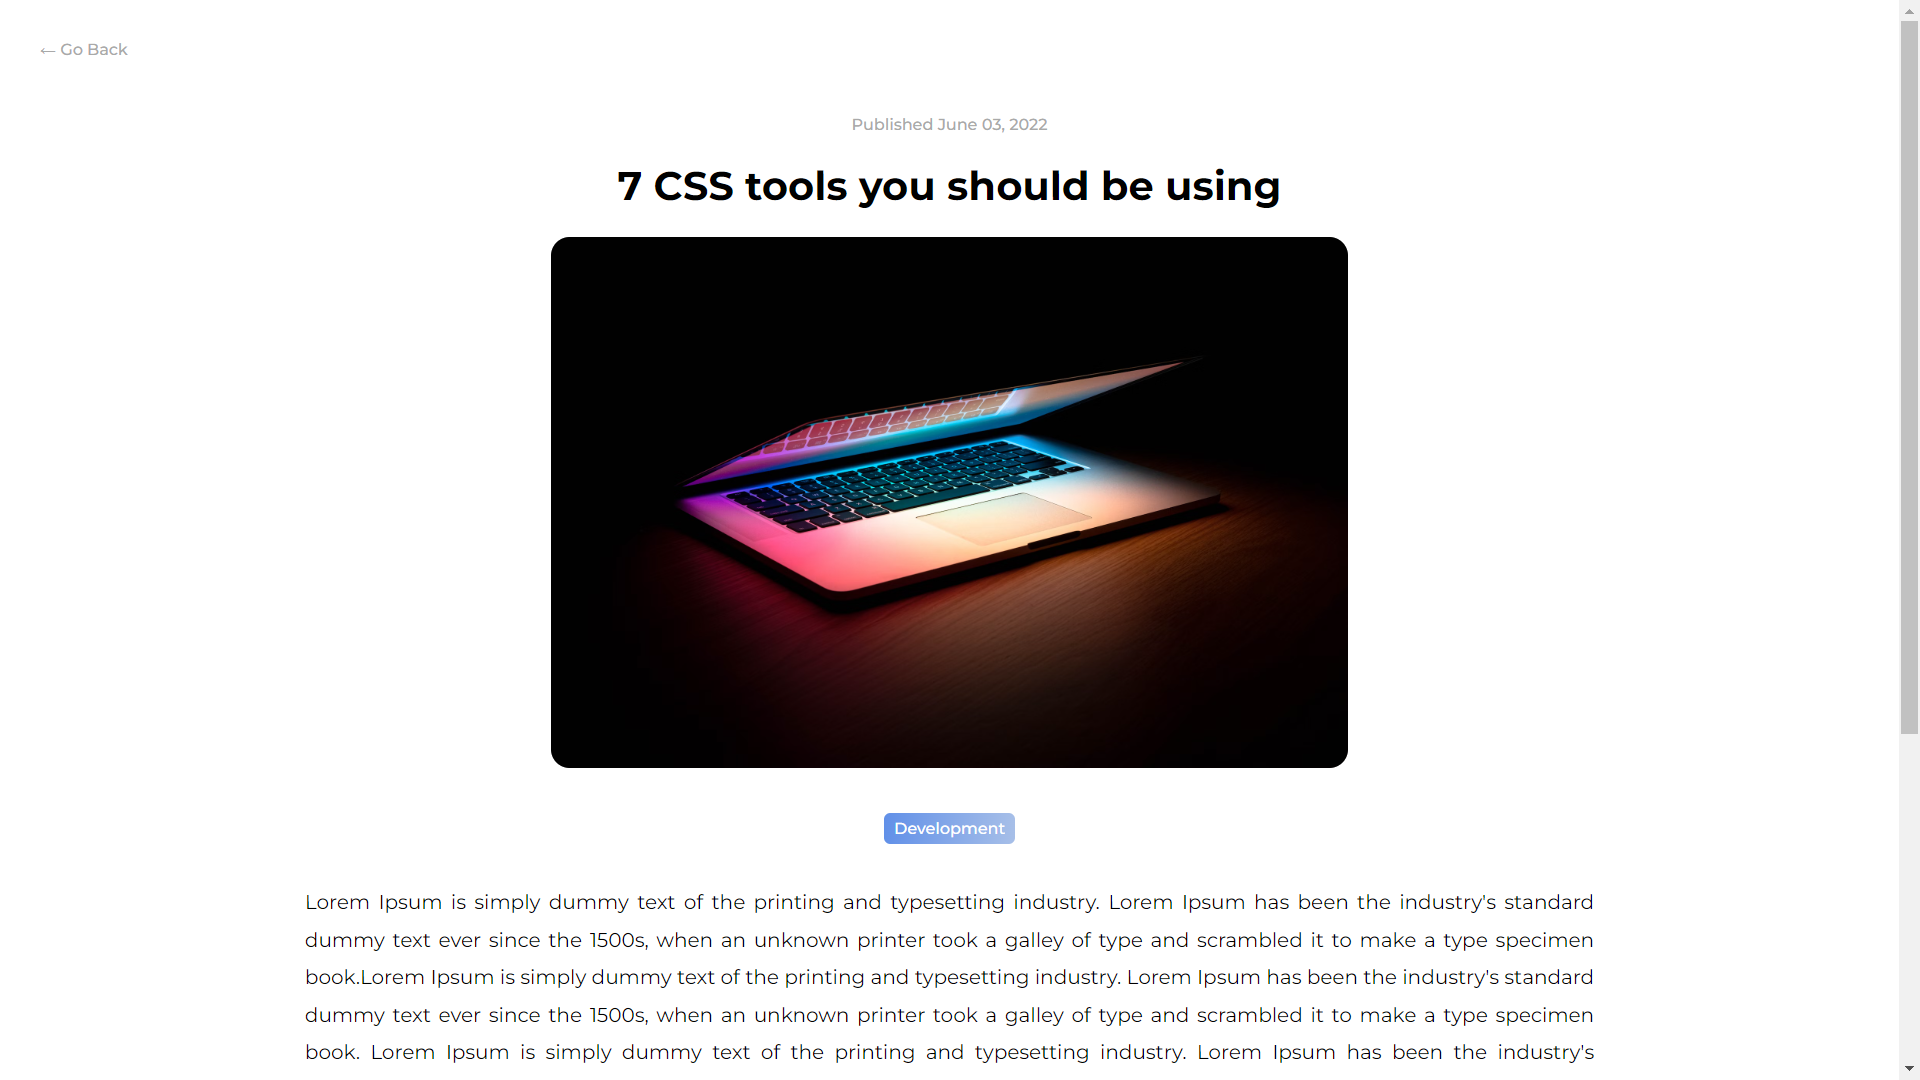 ← Go Back
Published June 03, 2022
7 CSS tools you should be using
Development
Lorem Ipsum is simply dummy text of the printing and typesetting industry. Lorem Ipsum has been the industry's standard
dummy text ever since the 1500s, when an unknown printer took a galley of type and scrambled it to make a type specimen
book.Lorem Ipsum is simply dummy text of the printing and typesetting industry. Lorem Ipsum has been the industry's standard
dummy text ever since the 1500s, when an unknown printer took a galley of type and scrambled it to make a type specimen
book. Lorem Ipsum is simply dummy text of the printing and typesetting industry. Lorem Ipsum has been the industry's